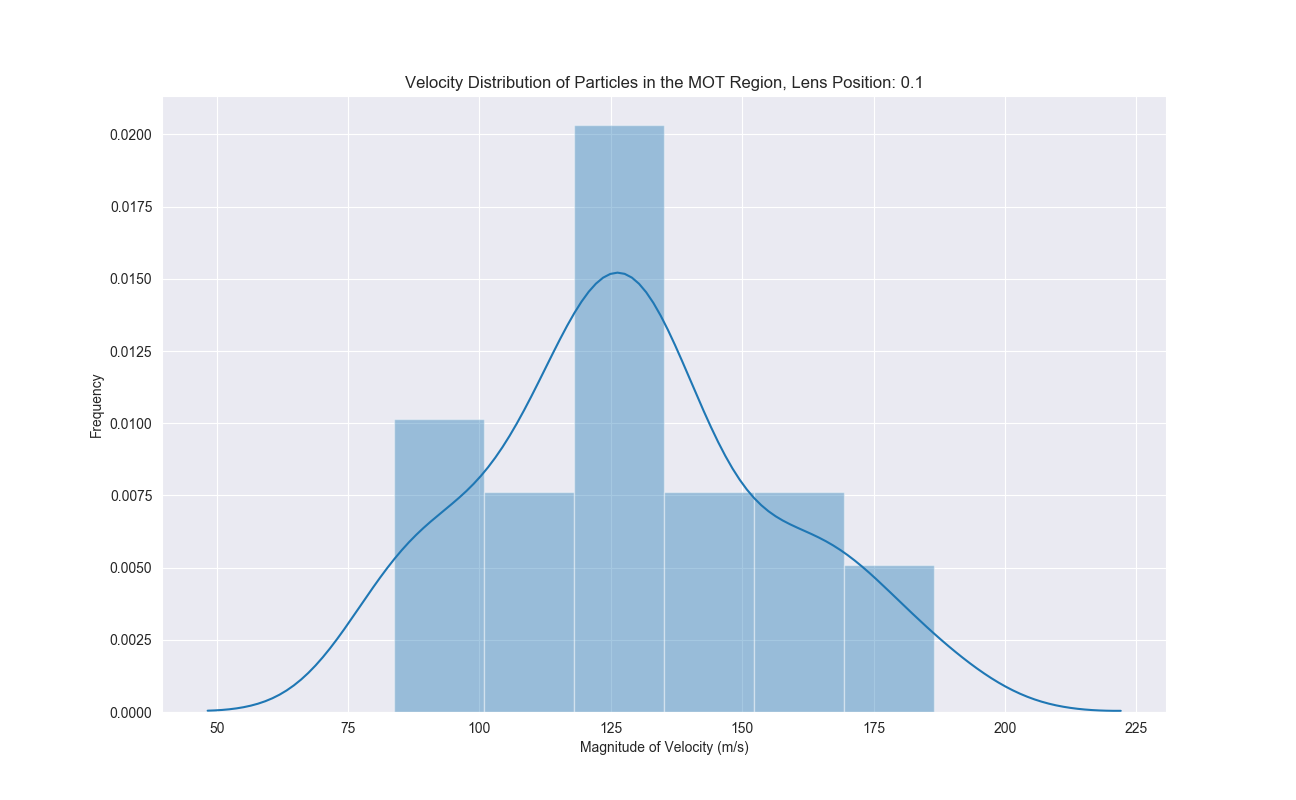 Velocity Distribution of Particles in the MOT Region, Lens Position: 0.1
0.0200
0.0175
0.0150
0.0125
0.0100
0.0075
0.0050
0.0025
0.0000
Frequency
50 75 100 125 150 175 200 225
Magnitude of Velocity (m/s)